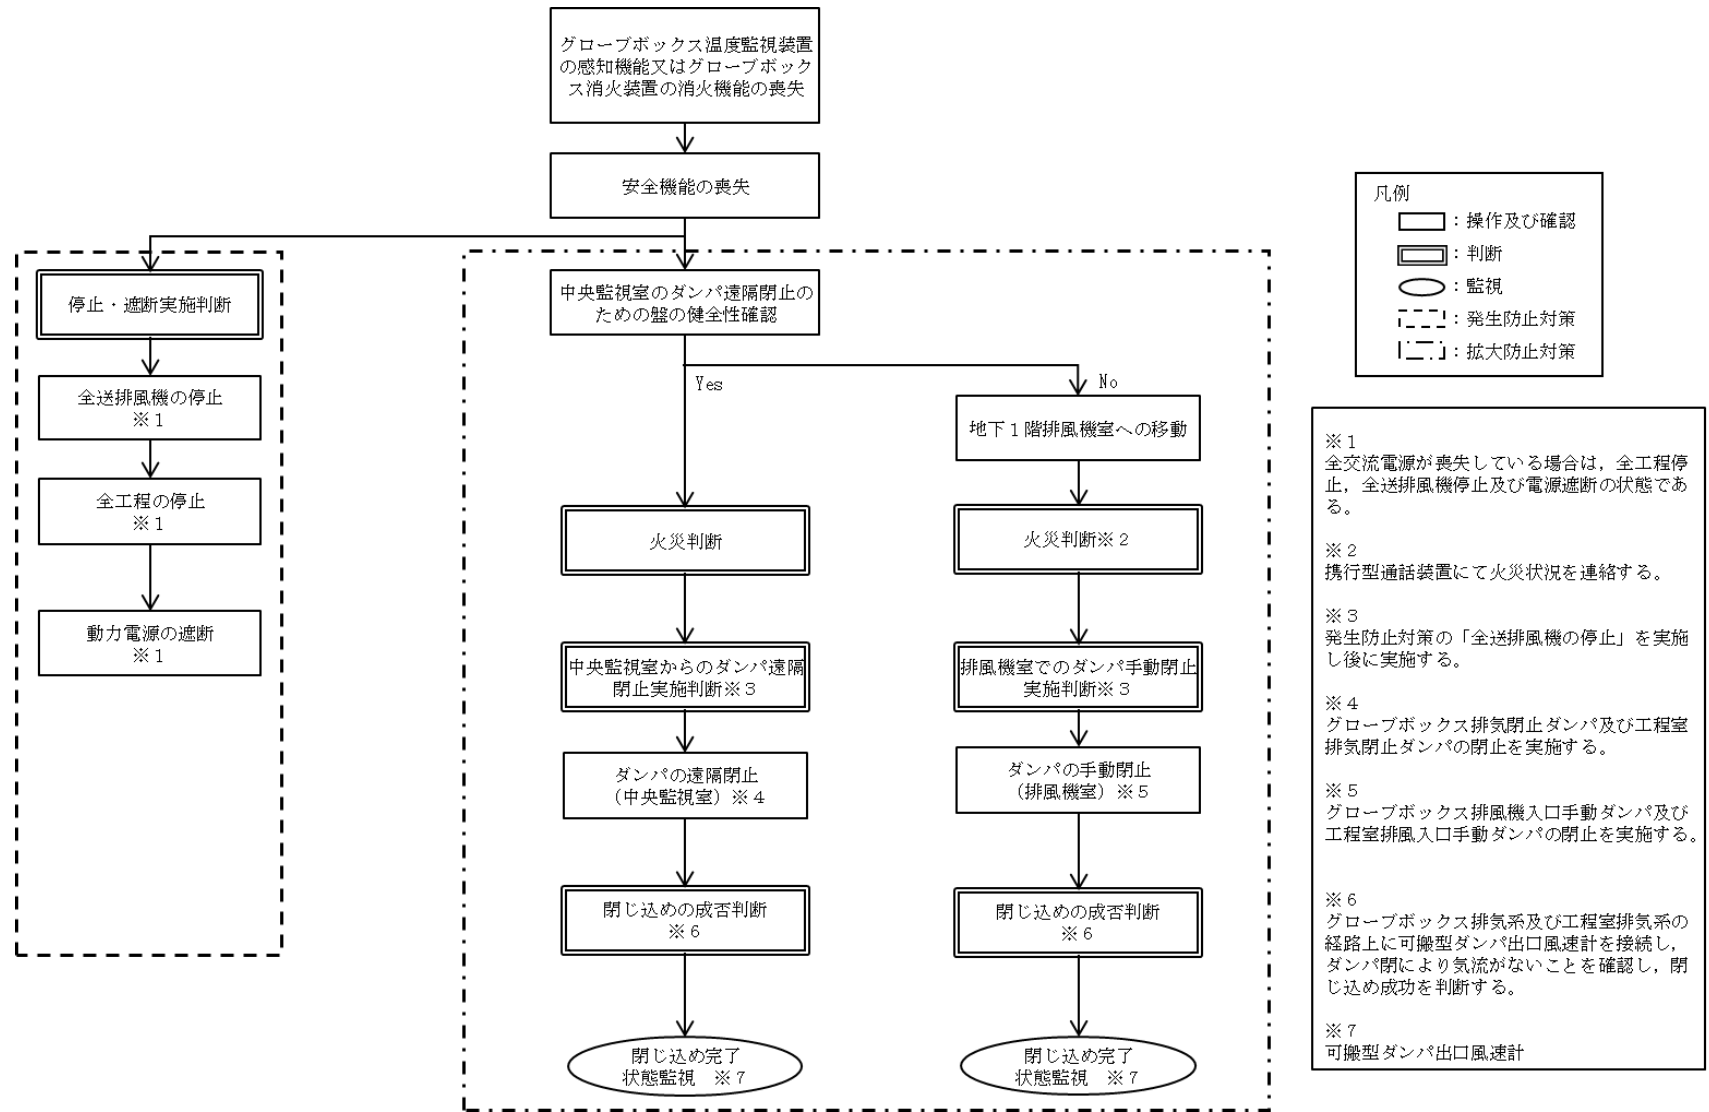 グローブボックス温度監視装置
の感知機能又はグローブボック
ス消火装置の消火機能の喪失
安全機能の喪失
停止・遮断実施判断
全送排風機の停止
※１
全工程の停止
※１
動力電源の遮断
※１
中央監視室のダンパ遠隔閉止の
ための盤の健全性確認
Yes
No
火災判断
中央監視室からのダンパ遠隔
閉止実施判断※３
ダンパの遠隔閉止
（中央監視室）※４
閉じ込めの成否判断
※６
閉じ込め完了
状態監視　※７
地下１階排風機室への移動
火災判断※２
排風機室でのダンパ手動閉止
実施判断※３
ダンパの手動閉止
（排風機室）※５
閉じ込めの成否判断
※６
閉じ込め完了
状態監視　※７
凡例
：操作及び確認
：判断
：監視
：発生防止対策
：拡大防止対策
※１
全交流電源が喪失している場合は，全工程停
止，全送排風機停止及び電源遮断の状態であ
る。
※２
携行型通話装置にて火災状況を連絡する。
※３
発生防止対策の「全送排風機の停止」を実施
し後に実施する。
※４
グローブボックス排気閉止ダンパ及び工程室
排気閉止ダンパの閉止を実施する。
※５
グローブボックス排風機入口手動ダンパ及び
工程室排風入口手動ダンパの閉止を実施する。
※６
グローブボックス排気系及び工程室排気系の
経路上に可搬型ダンパ出口風速計を接続し，
ダンパ閉により気流がないことを確認し，閉
じ込め成功を判断する。
※７
可搬型ダンパ出口風速計